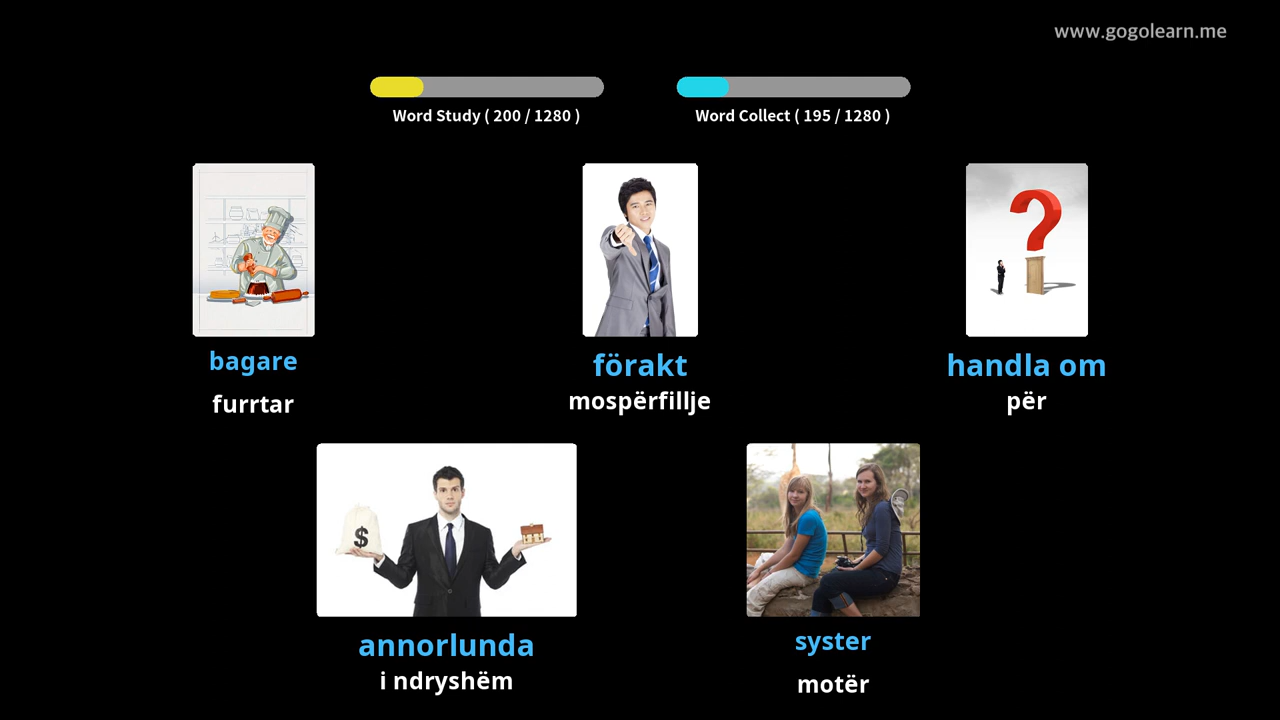 www.gogolearn.me
Word Study ( 200 / 1280 )
Word Collect ( 195 / 1280 )
bagare
furrtar
förakt
mospërfillje
handla om
për
$
annorlunda
i ndryshëm
syster
motër